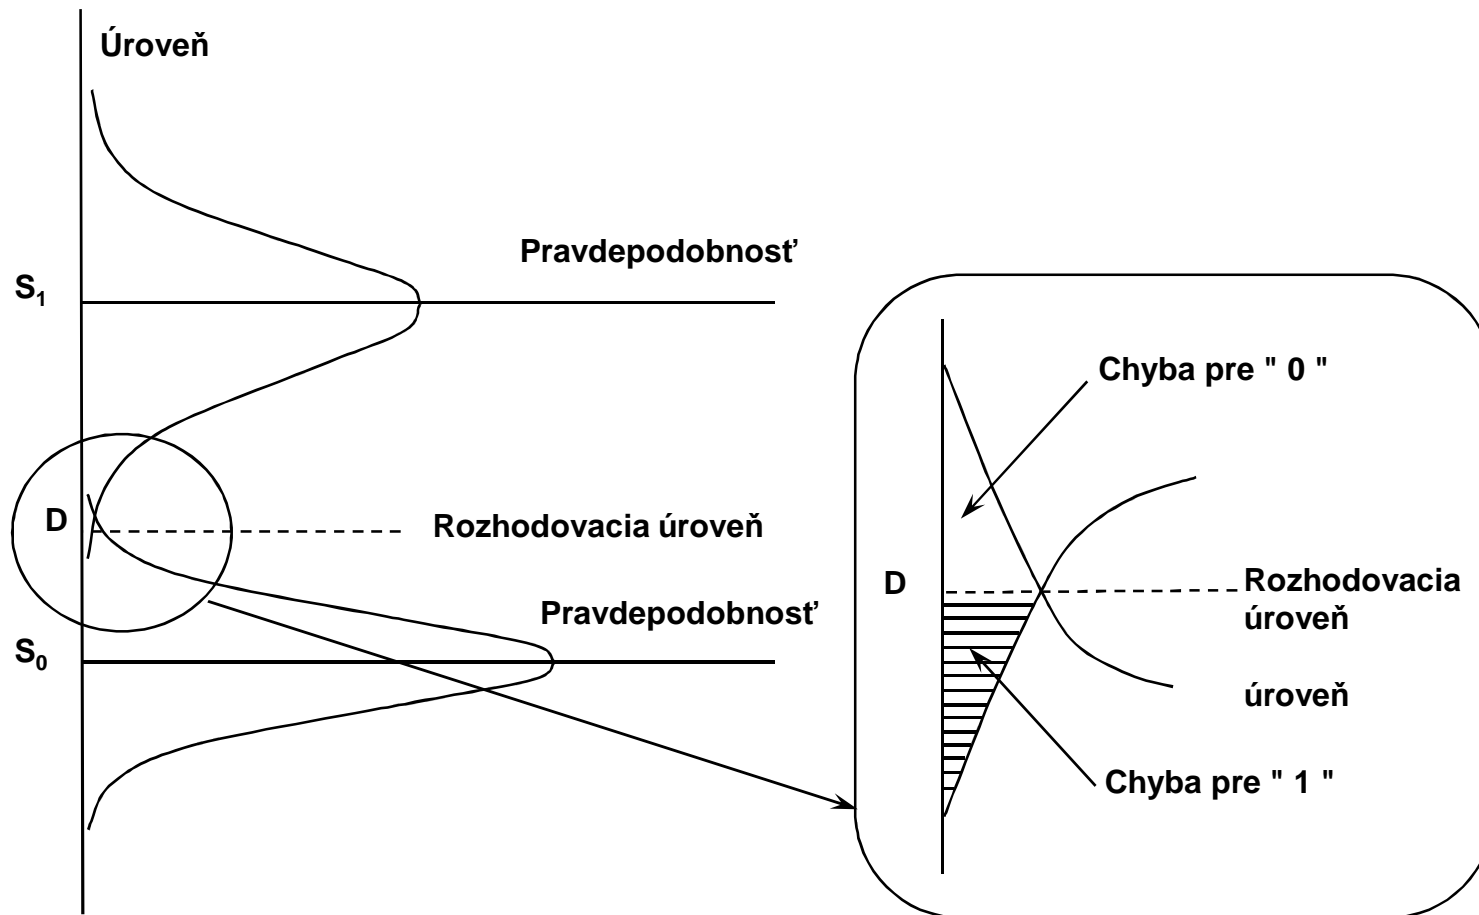 Úroveň
Pravdepodobnosť
S₁
D
Rozhodovacia úroveň
Pravdepodobnosť
S₀
Chyba pre " 0 "
D
Rozhodovacia
úroveň
úroveň
Chyba pre " 1 "